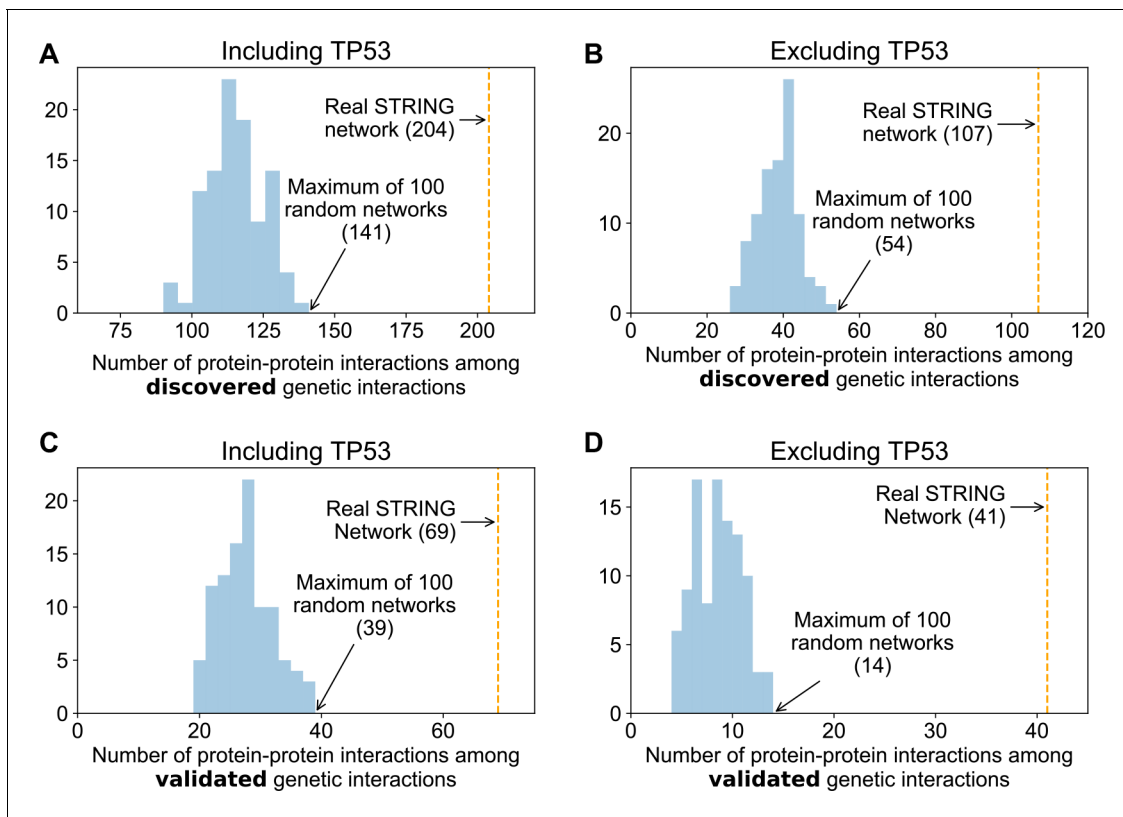 A
Including TP53
20
15
10
5
0
75
100
125
150
175
200
Real STRING
network (204)
Maximum of 100
random networks
(141)
Number of protein-protein interactions among
discovered genetic interactions
B
Excluding TP53
20
10
0
0
20
40
60
80
100
120
Real STRING
network (107)
Maximum of 100
random networks
(54)
Number of protein-protein interactions among
discovered genetic interactions
C
Including TP53
20
15
10
5
0
0
20
40
60
Real STRING
Network (69)
Maximum of 100
random networks
(39)
Number of protein-protein interactions among
validated genetic interactions
D
Excluding TP53
15
10
5
0
0
10
20
30
40
Real STRING
Network (41)
Maximum of 100
random networks
(14)
Number of protein-protein interactions among
validated genetic interactions